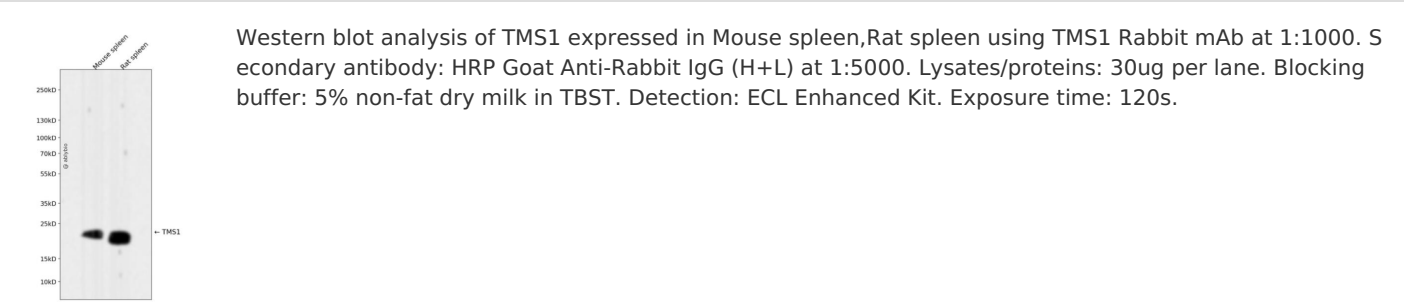 Western blot analysis of TMS1 expressed in Mouse spleen,Rat spleen using TMS1 Rabbit mAb at 1:1000. S
econdary antibody: HRP Goat Anti-Rabbit IgG (H+L) at 1:5000. Lysates/proteins: 30ug per lane. Blocking
buffer: 5% non-fat dry milk in TBST. Detection: ECL Enhanced Kit. Exposure time: 120s.
Mouse spleen
Rat spleen
250kD
130kD
100kD
70kD
55kD
35kD
25kD
← TMS1
15kD
10kD